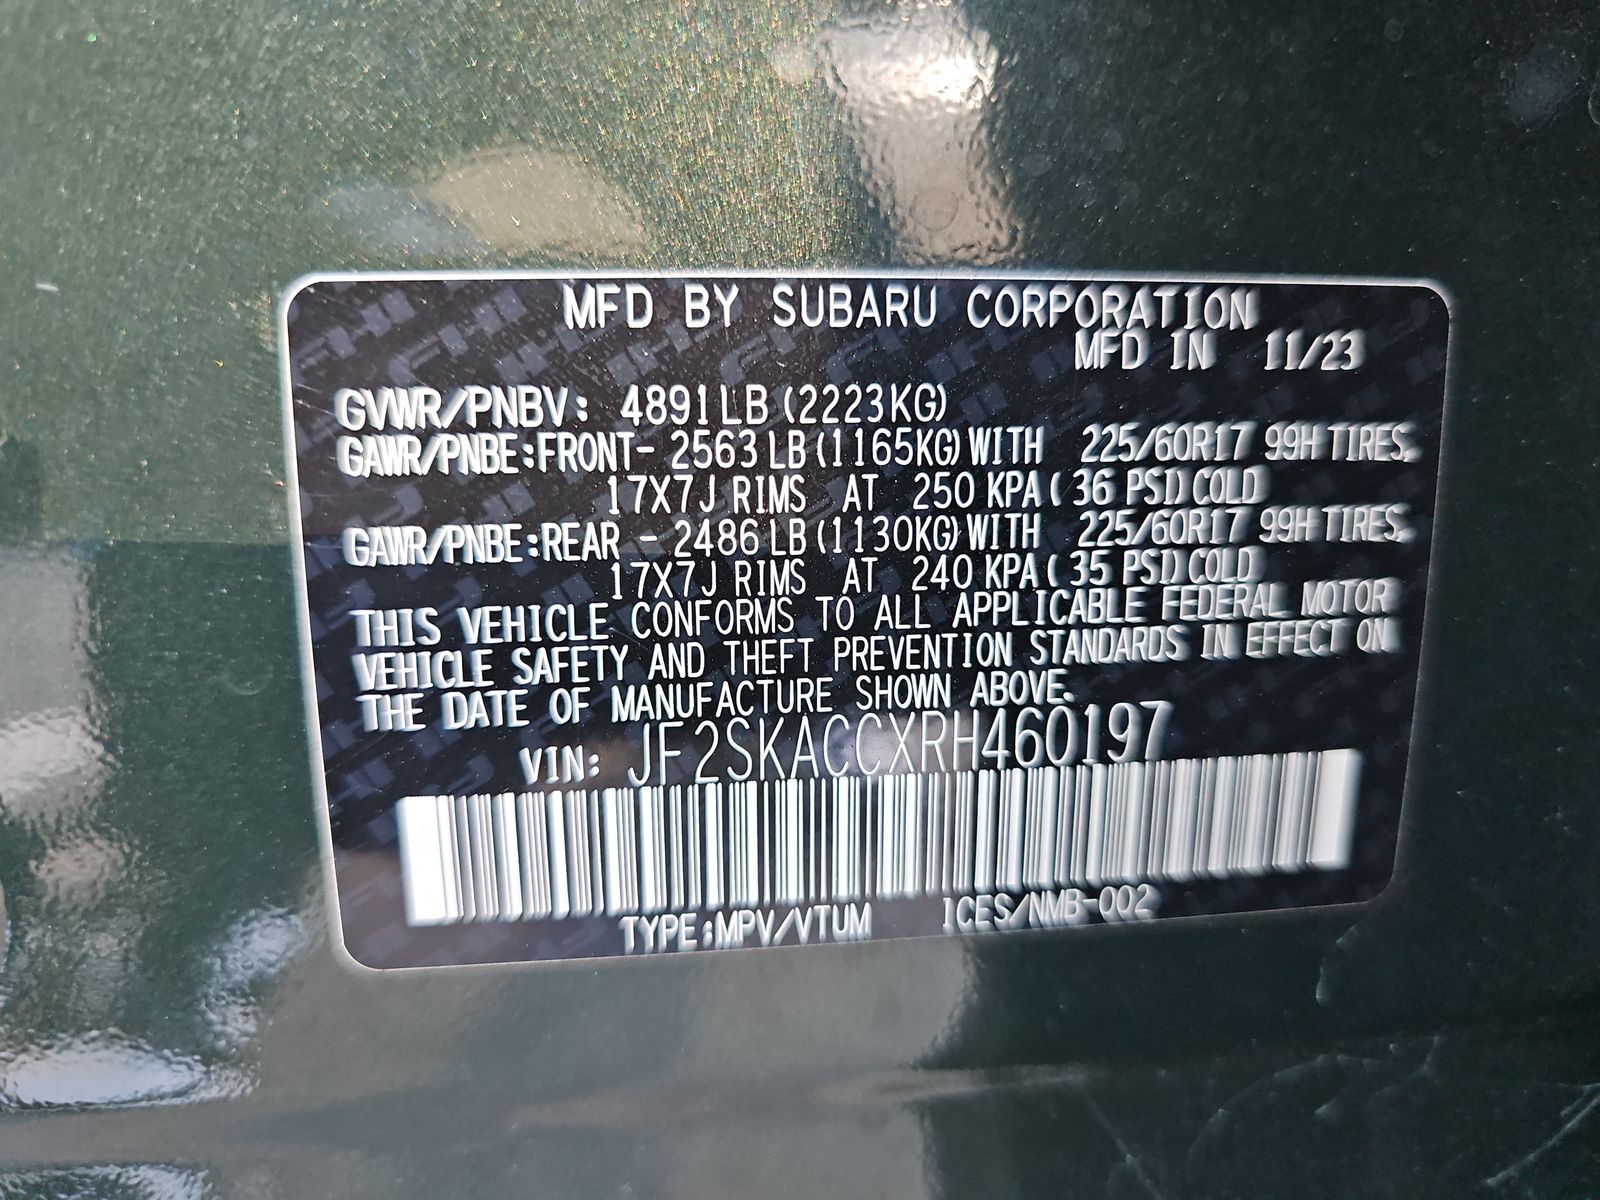 MFD BY SUBARU CORPORATION
MFD IN 11/23
GVWR/PNBV: 4891LB (2223KG)
GAWR/PNBE:FRONT- 2563LB (1165KG)WITH 225/60R17 99H TIRES,
17X7J RIMS AT 250 KPA( 36 PSI)COLD
GAWR/PNBE:REAR - 2486LB (1130KG)WITH 225/60R17 99H TIRES,
17X7J RIMS AT 240 KPA( 35 PSI)COLD
THIS VEHICLE CONFORMS TO ALL APPLICABLE FEDERAL MOTOR
VEHICLE SAFETY AND THEFT PREVENTION STANDARDS IN EFFECT ON
THE DATE OF MANUFACTURE SHOWN ABOVE.
VIN: JF2SKACCXRH460197
TYPE:MPV/VTUM ICES/NMB-002